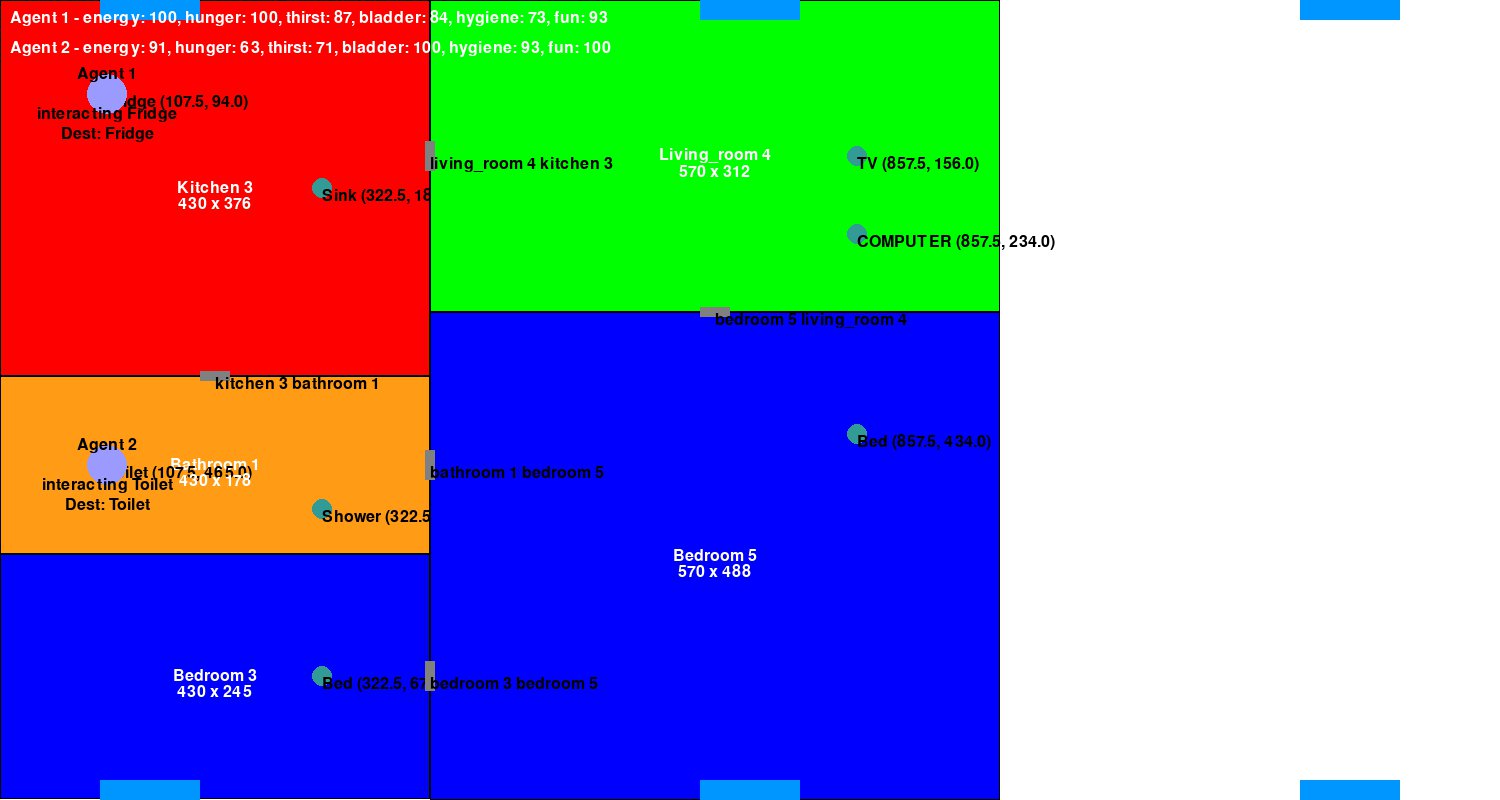 Agent 1 - energy: 100, hunger: 100, thirst: 87, bladder: 84, hygiene: 73, fun: 93
Agent 2 - energy: 91, hunger: 63, thirst: 71, bladder: 100, hygiene: 93, fun: 100
Agent 1
(107.5, 94.0)
interacting Fridge
Dest: Fridge
living_room 4 kitchen 3
Living_room 4
570 x 312
TV (857.5, 156.0)
Kitchen 3
430 x 376
Sink (322.5, 18
COMPUTER (857.5, 234.0)
bedroom 5 living_room 4
kitchen 3 bathroom 1
Agent 2
Bed (857.5, 434.0)
Bathroom 1
430 x 178
(107.5, 465.0)
bathroom 1 bedroom 5
interacting Toilet
Dest: Toilet
Shower (322.5
Bedroom 5
570 x 488
Bedroom 3
430 x 245
Bed (322.5, 67
bedroom 3 bedroom 5